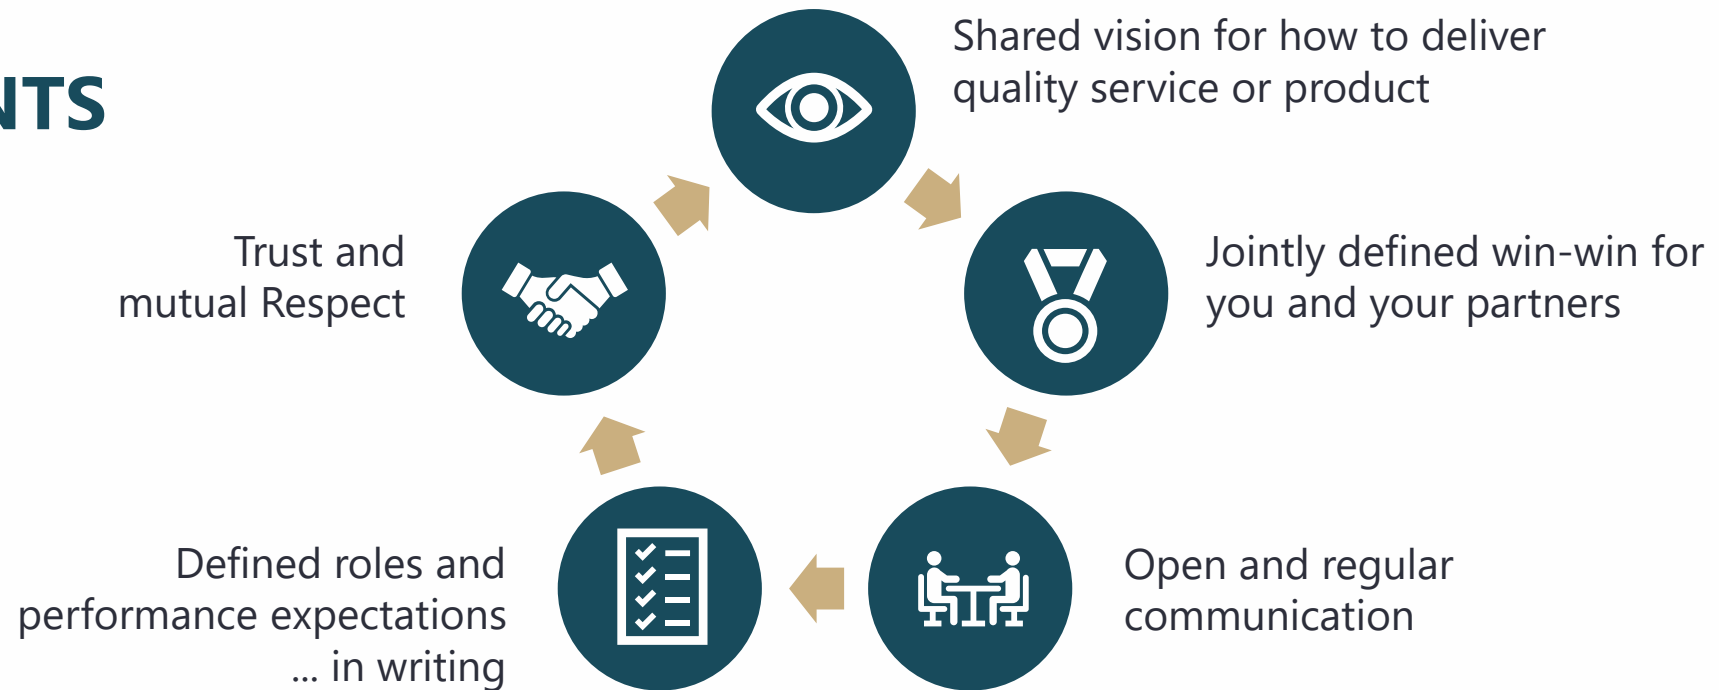 NTS
Shared vision for how to deliver
quality service or product
Jointly defined win-win for
you and your partners
Open and regular
communication
Defined roles and
performance expectations
... in writing
Trust and
mutual Respect